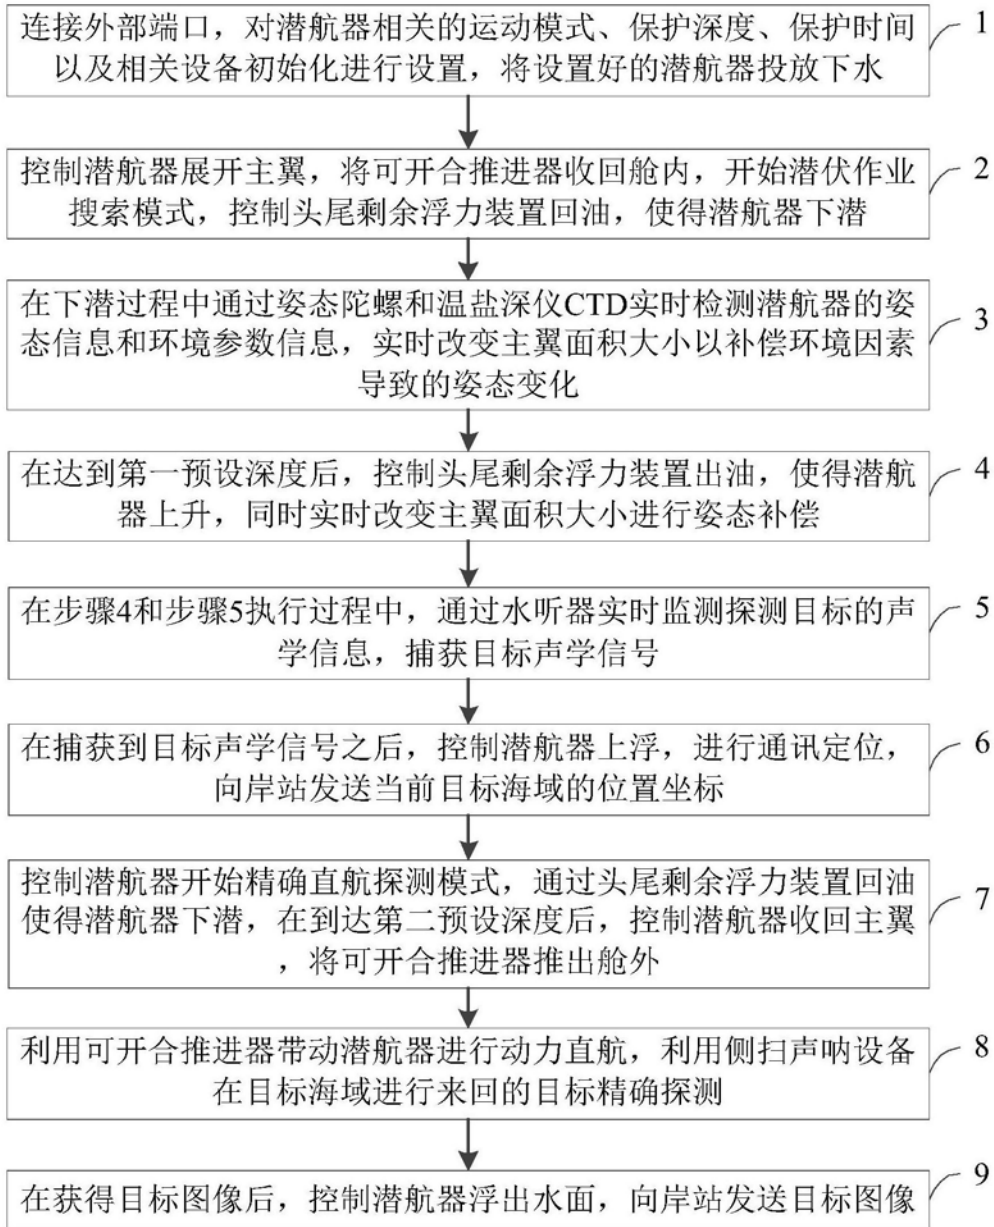 连接外部端口，对潜航器相关的运动模式、保护深度、保护时间
以及相关设备初始化进行设置，将设置好的潜航器投放下水
1
控制潜航器展开主翼，将可开合推进器收回舱内，开始潜伏作业
搜索模式，控制头尾剩余浮力装置回油，使得潜航器下潜
2
在下潜过程中通过姿态陀螺和温盐深仪CTD实时检测潜航器的姿
态信息和环境参数信息，实时改变主翼面积大小以补偿环境因素
导致的姿态变化
3
在达到第一预设深度后，控制头尾剩余浮力装置出油，使得潜航
器上升，同时实时改变主翼面积大小进行姿态补偿
4
在步骤4和步骤5执行过程中，通过水听器实时监测探测目标的声
学信息，捕获目标声学信号
5
在捕获到目标声学信号之后，控制潜航器上浮，进行通讯定位，
向岸站发送当前目标海域的位置坐标
6
控制潜航器开始精确直航探测模式，通过头尾剩余浮力装置回油
使得潜航器下潜，在到达第二预设深度后，控制潜航器收回主翼
，将可开合推进器推出舱外
7
利用可开合推进器带动潜航器进行动力直航，利用侧扫声呐设备
在目标海域进行来回的目标精确探测
8
在获得目标图像后，控制潜航器浮出水面，向岸站发送目标图像
9